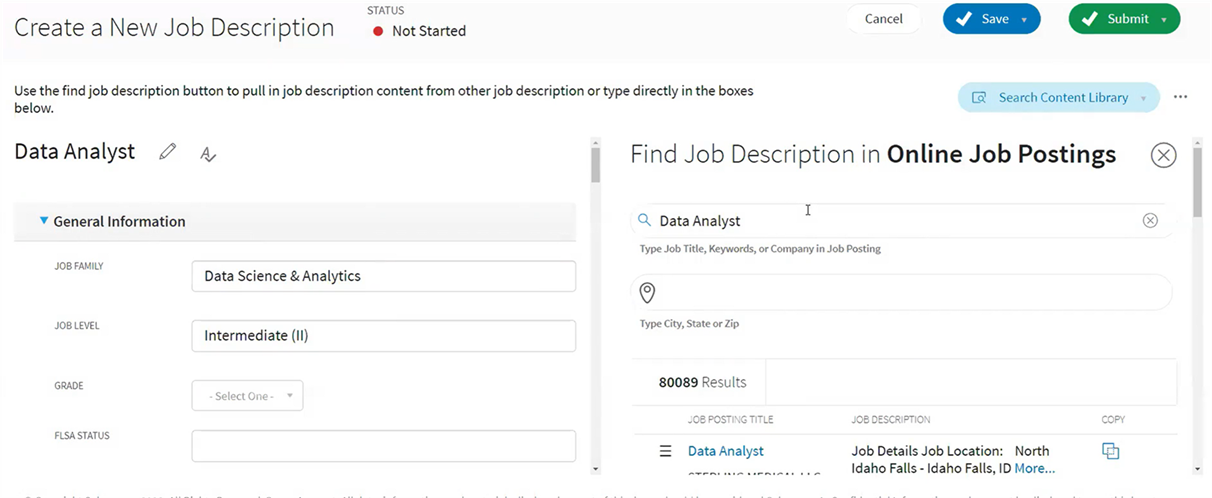 Create a New Job Description
STATUS
Not Started
Cancel
Save
Submit
Use the find job description button to pull in job description content from other job description or type directly in the boxes
below.
Search Content Library
Data Analyst
General Information
JOB FAMILY
Data Science & Analytics
JOB LEVEL
Intermediate (II)
GRADE
- Select One -
FLSA STATUS
Find Job Description in Online Job Postings
Data Analyst
Type Job Title, Keywords, or Company in Job Posting
Type City, State or Zip
80089 Results
JOB POSTING TITLE JOB DESCRIPTION COPY
Data Analyst Job Details Job Location: North
Idaho Falls - Idaho Falls, ID More...